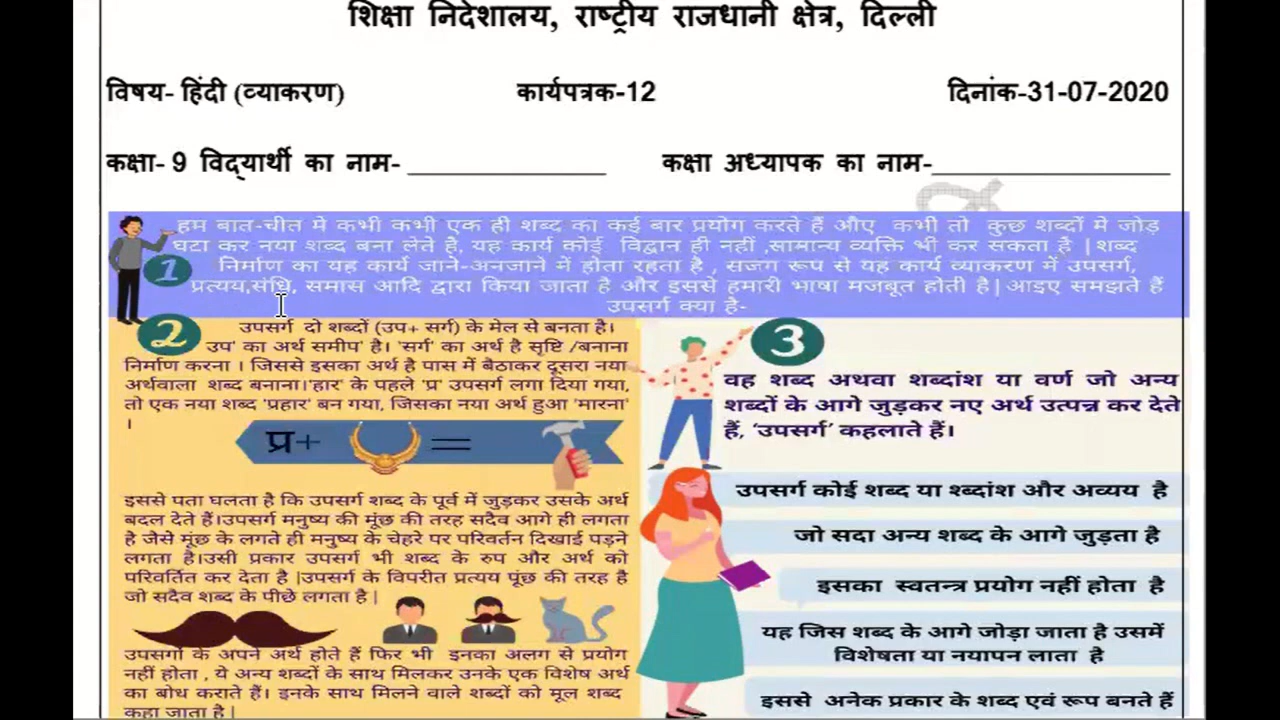 शिक्षा निदेशालय, राष्ट्रीय राजधानी क्षेत्र, दिल्ली
विषय- हिंदी (व्याकरण) कार्यपत्रक-12 दिनांक-31-07-2020
कक्षा- 9 विद्यार्थी का नाम- कक्षा अध्यापक का नाम-
हम बात-चीत मे कभी कभी एक ही शब्द का कई बार प्रयोग करते हैं औए कभी तो कुछ शब्दों मे जोड़
घटा कर नया शब्द बना लेते है, यह कार्य कोई विद्वान ही नहीं ,सामान्य व्यक्ति भी कर सकता है | शब्द
1 निर्माण का यह कार्य जाने-अनजाने में होता रहता है , सजग रूप से यह कार्य व्याकरण में उपसर्ग,
प्रत्यय,संधि, समास आदि द्वारा किया जाता है और इससे हमारी भाषा मजबूत होती है|आइए समझते हैं
उपसर्ग क्या है-
2 उपसर्ग दो शब्दों (उप+ सर्ग) के मेल से बनता है।
उप' का अर्थ समीप' है। 'सर्ग' का अर्थ है सृष्टि /बनाना
निर्माण करना । जिससे इसका अर्थ है पास में बैठाकर दूसरा नया
अर्थवाला शब्द बनाना।'हार' के पहले 'प्र' उपसर्ग लगा दिया गया,
तो एक नया शब्द 'प्रहार' बन गया, जिसका नया अर्थ हुआ 'मारना'
।
प्र+ =
इससे पता घलता है कि उपसर्ग शब्द के पूर्व में जुड़कर उसके अर्थ
बदल देते हैं।उपसर्ग मनुष्य की मूंछ की तरह सदैव आगे ही लगता
है जैसे मूंछ के लगते ही मनुष्य के चेहरे पर परिवर्तन दिखाई पड़ने
लगता है।उसी प्रकार उपसर्ग भी शब्द के रुप और अर्थ को
परिवर्तित कर देता है |उपसर्ग के विपरीत प्रत्यय पूंछ की तरह है
जो सदैव शब्द के पीछे लगता है |
उपसर्गों के अपने अर्थ होते हैं फिर भी इनका अलग से प्रयोग
नहीं होता , ये अन्य शब्दों के साथ मिलकर उनके एक विशेष अर्थ
का बोध कराते हैं। इनके साथ मिलने वाले शब्दों को मूल शब्द
कहा जाता है |
3
वह शब्द अथवा शब्दांश या वर्ण जो अन्य
शब्दों के आगे जुड़कर नए अर्थ उत्पन्न कर देते
हैं, 'उपसर्ग' कहलाते हैं।
उपसर्ग कोई शब्द या श्ब्दांश और अव्यय है
जो सदा अन्य शब्द के आगे जुड़ता है
इसका स्वतन्त्र प्रयोग नहीं होता है
यह जिस शब्द के आगे जोड़ा जाता है उसमें
विशेषता या नयापन लाता है
इससे अनेक प्रकार के शब्द एवं रूप बनते हैं